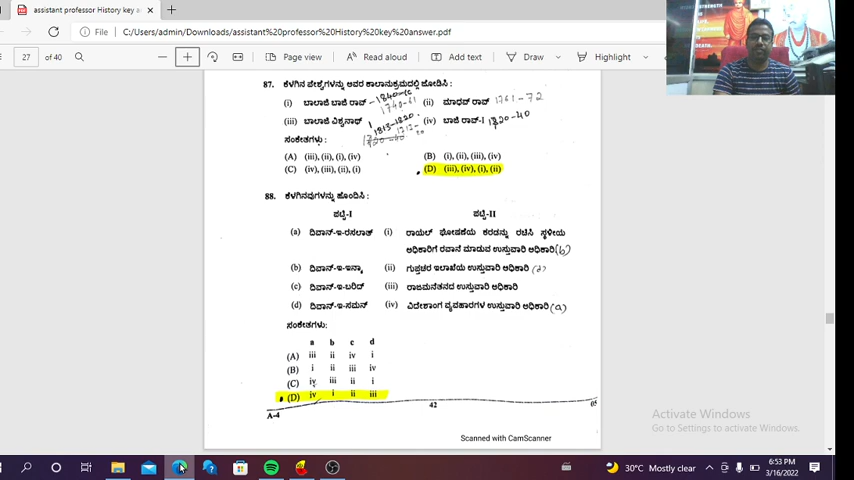 assistant professor History key an
File
C:/Users/admin/Downloads/assistant%20professor%20History%20key%20answer.pdf
27 of 40
Page view
Read aloud
Add text
Draw
Highlight
Erase
87. ಕೆಳಗಿನ ಪೇಶ್ವೆಗಳನ್ನು ಅವರ ಕಾಲಾನುಕ್ರಮದಲ್ಲಿ ಜೋಡಿಸಿ :
(i) ಬಾಲಾಜಿ ಬಾಜಿ ರಾವ್ 1740-61 (ii) ಮಾಧವ್ ರಾವ್ 1761-72
(iii) ಬಾಲಾಜಿ ವಿಶ್ವನಾಥ್ (iv) ಬಾಜಿ ರಾವ್-I
ಸಂಕೇತಗಳು :
(A) (iii), (ii), (i), (iv) (B) (i), (ii), (iii), (iv)
(C) (iv), (iii), (ii), (i) (D) (iii), (iv), (i), (ii)
88. ಕೆಳಗಿನವುಗಳನ್ನು ಹೊಂದಿಸಿ :
ಪಟ್ಟಿ-I ಪಟ್ಟಿ-II
(a) ದಿವಾನ್-ಇ-ರಸಲಾತ್ (i) ರಾಯಲ್ ಘೋಷಣೆಯ ಕರಡನ್ನು ರಚಿಸಿ ಸ್ಥಳೀಯ
ಅಧಿಕಾರಿಗೆ ರವಾನೆ ಮಾಡುವ ಉಸ್ತುವಾರಿ ಅಧಿಕಾರಿ (b)
(b) ದಿವಾನ್-ಇ-ಇನ್ಷಾ (ii) ಗುಪ್ತಚರ ಇಲಾಖೆಯ ಉಸ್ತುವಾರಿ ಅಧಿಕಾರಿ
(c) ದಿವಾನ್-ಇ-ಬರಿದ್ (iii) ರಾಜಮನೆತನದ ಉಸ್ತುವಾರಿ ಅಧಿಕಾರಿ
(d) ದಿವಾನ್-ಇ-ಸಮನ್ (iv) ವಿದೇಶಾಂಗ ವ್ಯವಹಾರಗಳ ಉಸ್ತುವಾರಿ ಅಧಿಕಾರಿ (a)
ಸಂಕೇತಗಳು:
a b c d
(A) iii ii iv i
(B) i ii iii iv
(C) iv iii ii i
(D) iv i ii iii
A-4 42
Scanned with CamScanner
Activate Windows
Go to Settings to activate Windows.
30°C Mostly clear
6:53 PM
3/16/2022